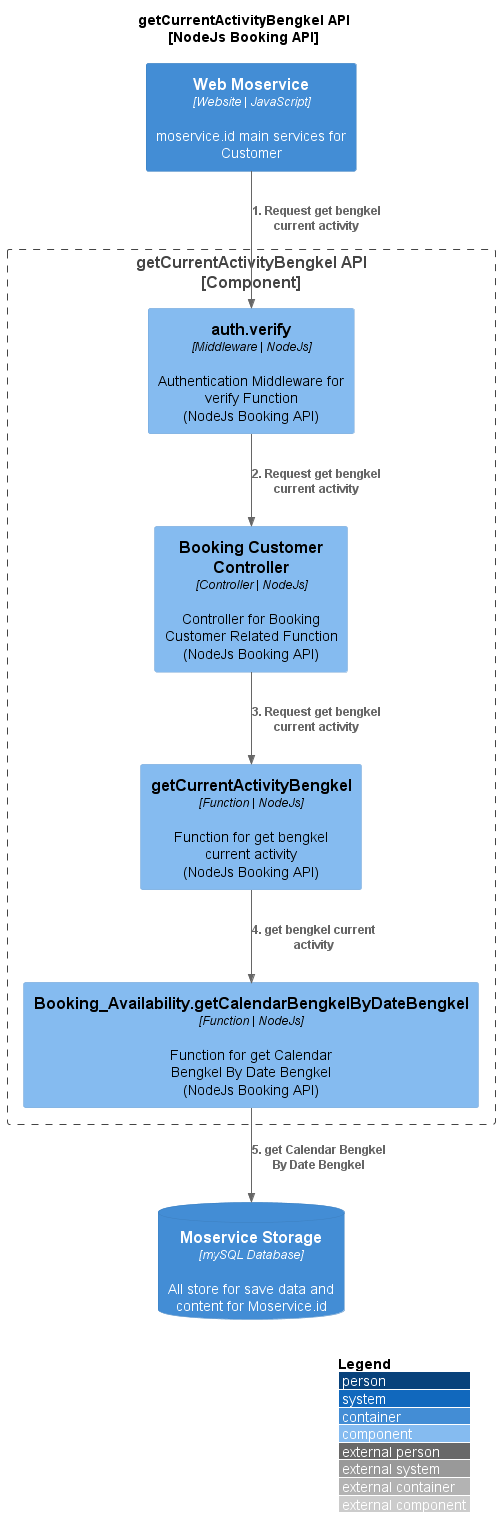 getCurrentActivityBengkel API
[NodeJs Booking API]
Web Moservice
[Website | JavaScript]
moservice.id main services for
Customer
1. Request get bengkel
current activity
getCurrentActivityBengkel API
[Component]
auth.verify
[Middleware | NodeJs]
Authentication Middleware for
verify Function
(NodeJs Booking API)
2. Request get bengkel
current activity
Booking Customer
Controller
[Controller | NodeJs]
Controller for Booking
Customer Related Function
(NodeJs Booking API)
3. Request get bengkel
current activity
getCurrentActivityBengkel
[Function | NodeJs]
Function for get bengkel
current activity
(NodeJs Booking API)
4. get bengkel current
activity
Booking_Availability.getCalendarBengkelByDateBengkel
[Function | NodeJs]
Function for get Calendar
Bengkel By Date Bengkel
(NodeJs Booking API)
5. get Calendar Bengkel
By Date Bengkel
Moservice Storage
[mySQL Database]
All store for save data and
content for Moservice.id
Legend
person
system
container
component
external person
external system
external container
external component